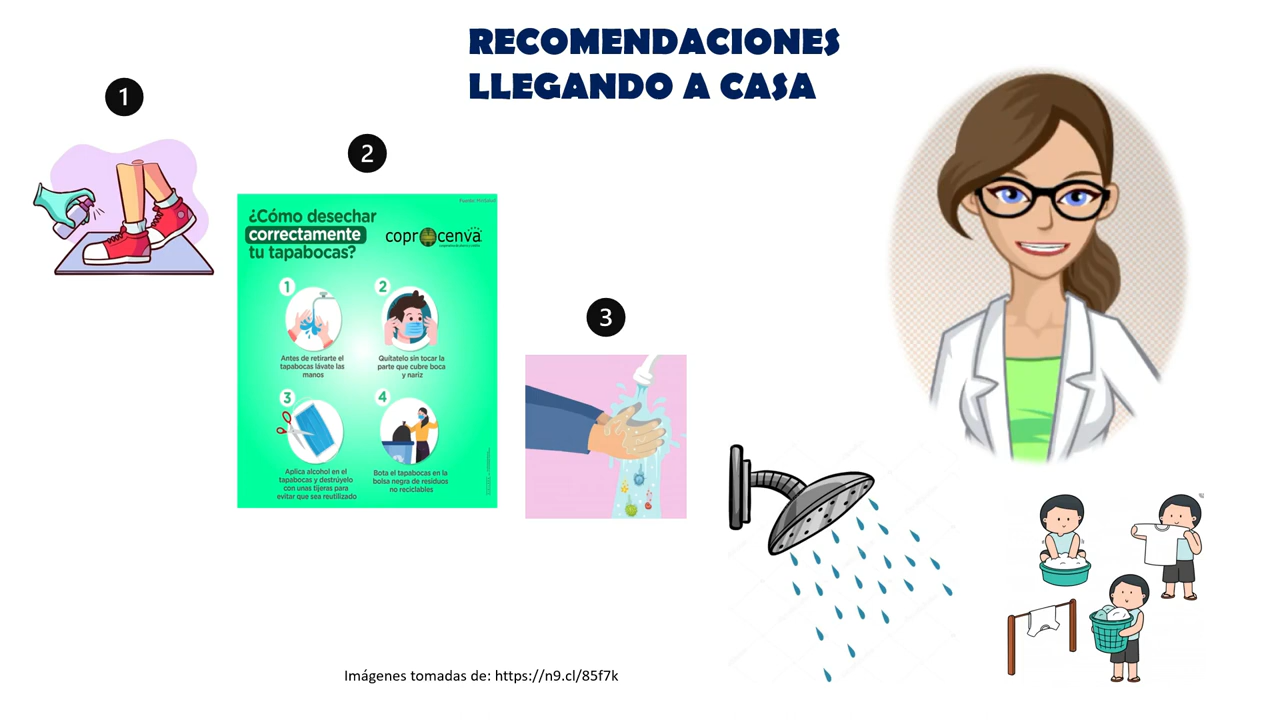 RECOMENDACIONES
LLEGANDO A CASA
1
2
¿Cómo desechar
correctamente
tu tapabocas?
coprocenva
1
2
Antes de retirarte el
tapabocas lávate las
manos
Quítatelo sin tocar la
parte que cubre boca
y nariz
3
4
Aplica alcohol en el
tapabocas y destrúyelo
con unas tijeras para
evitar que sea reutilizado
Bota el tapabocas en la
bolsa negra de residuos
no reciclables
3
Imágenes tomadas de: https://n9.cl/85f7k